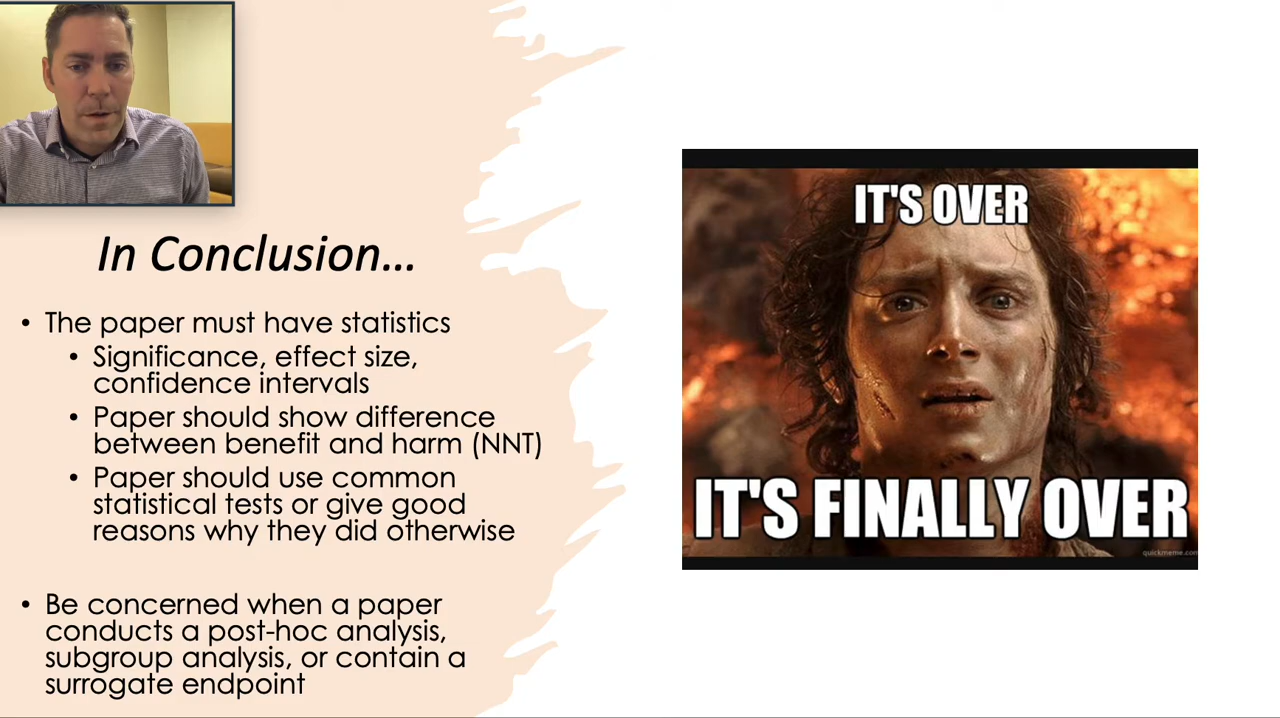 In Conclusion...
• The paper must have statistics
• Significance, effect size,
confidence intervals
• Paper should show difference
between benefit and harm (NNT)
• Paper should use common
statistical tests or give good
reasons why they did otherwise
• Be concerned when a paper
conducts a post-hoc analysis,
subgroup analysis, or contain a
surrogate endpoint
IT'S OVER
IT'S FINALLY OVER
quickmeme.com